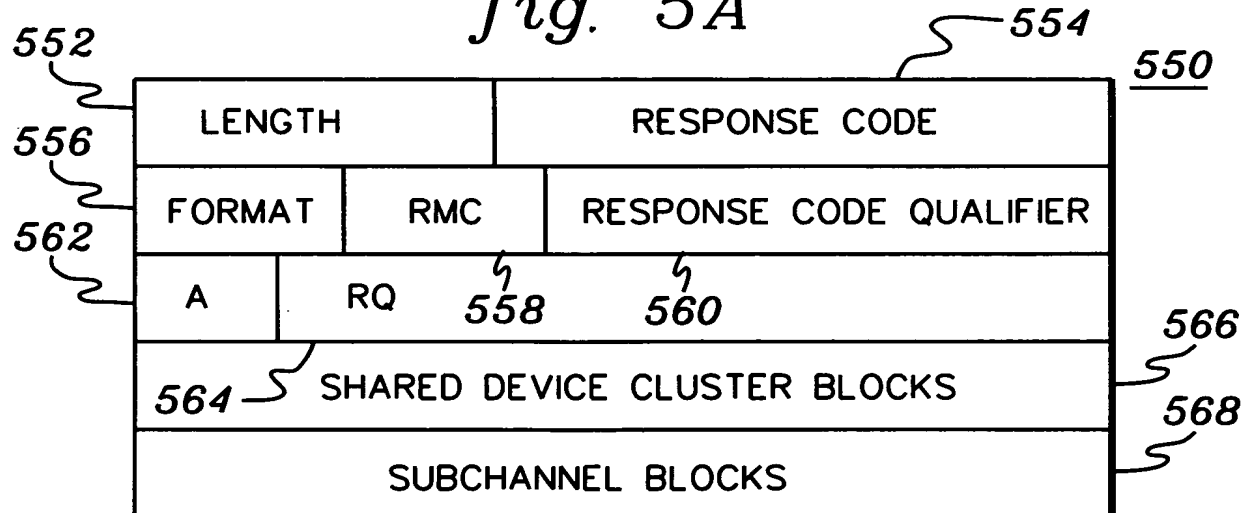 fig. 5A
552
554
550
LENGTH RESPONSE CODE
556
FORMAT RMC RESPONSE CODE QUALIFIER
562
A RQ 558 560
566
564 SHARED DEVICE CLUSTER BLOCKS
568
SUBCHANNEL BLOCKS